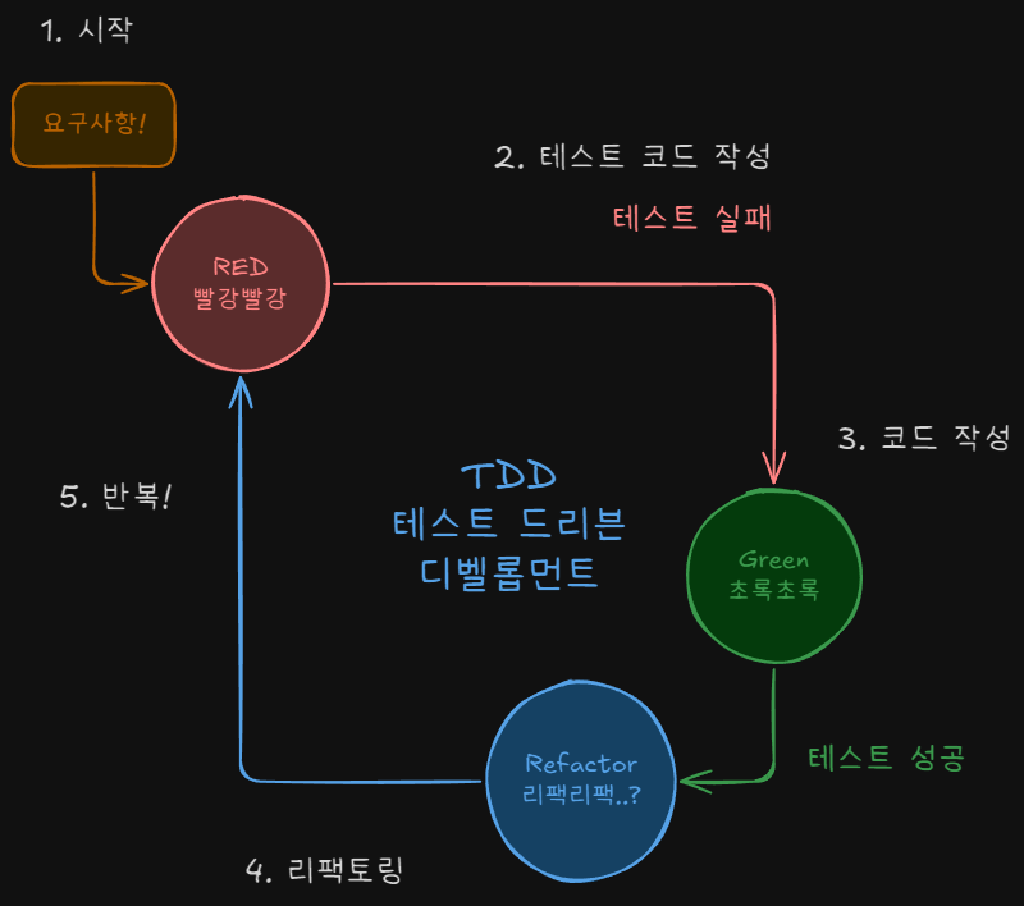 1. 시작
요구사항!
2. 테스트 코드 작성
테스트 실패
RED
빨강빨강
3. 코드 작성
TDD
테스트 드리븐
디벨롭먼트
5. 반복!
Green
초록초록
테스트 성공
Refactor
리팩리팩..?
4. 리팩토링